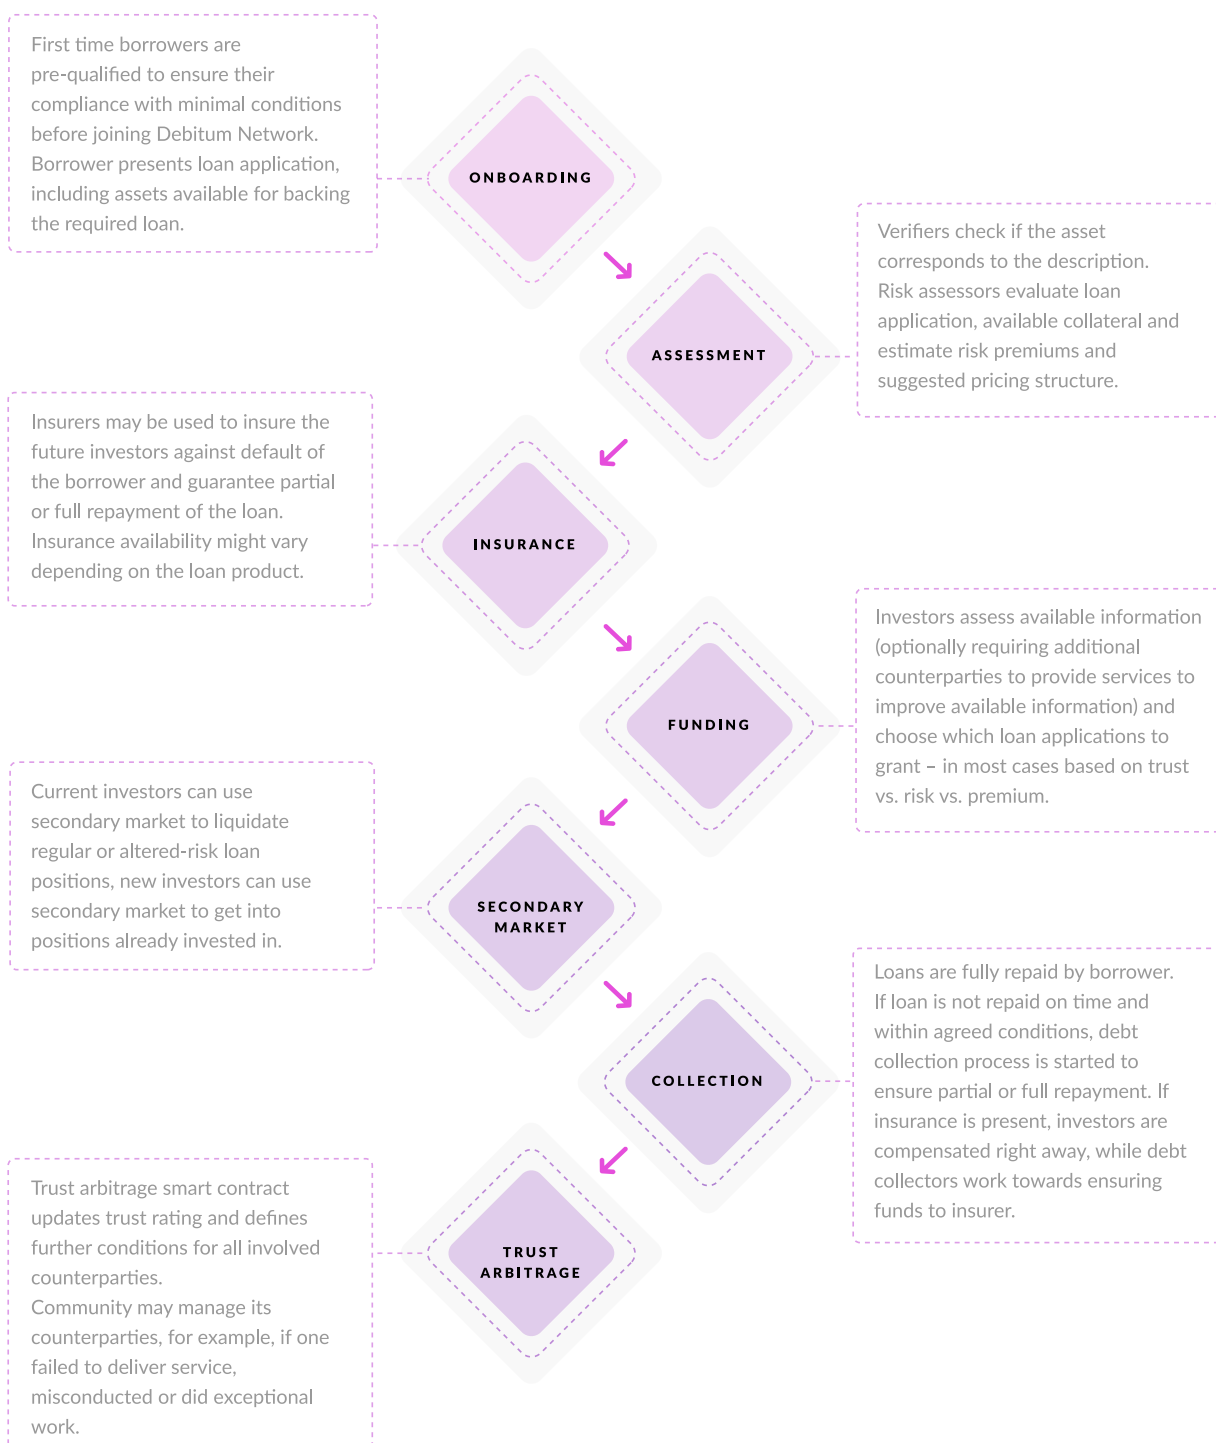 First time borrowers are
pre-qualified to ensure their
compliance with minimal conditions
before joining Debitum Network.
Borrower presents loan application,
including assets available for backing
the required loan.
ONBOARDING
Verifiers check if the asset
corresponds to the description.
Risk assessors evaluate loan
application, available collateral and
estimate risk premiums and
suggested pricing structure.
ASSESSMENT
Insurers may be used to insure the
future investors against default of
the borrower and guarantee partial
or full repayment of the loan.
Insurance availability might vary
depending on the loan product.
INSURANCE
Investors assess available information
(optionally requiring additional
counterparties to provide services to
improve available information) and
choose which loan applications to
grant – in most cases based on trust
vs. risk vs. premium.
FUNDING
Current investors can use
secondary market to liquidate
regular or altered-risk loan
positions, new investors can use
secondary market to get into
positions already invested in.
SECONDARY
MARKET
Loans are fully repaid by borrower.
If loan is not repaid on time and
within agreed conditions, debt
collection process is started to
ensure partial or full repayment. If
insurance is present, investors are
compensated right away, while debt
collectors work towards ensuring
funds to insurer.
COLLECTION
Trust arbitrage smart contract
updates trust rating and defines
further conditions for all involved
counterparties.
Community may manage its
counterparties, for example, if one
failed to deliver service,
misconducted or did exceptional
work.
TRUST
ARBITRAGE